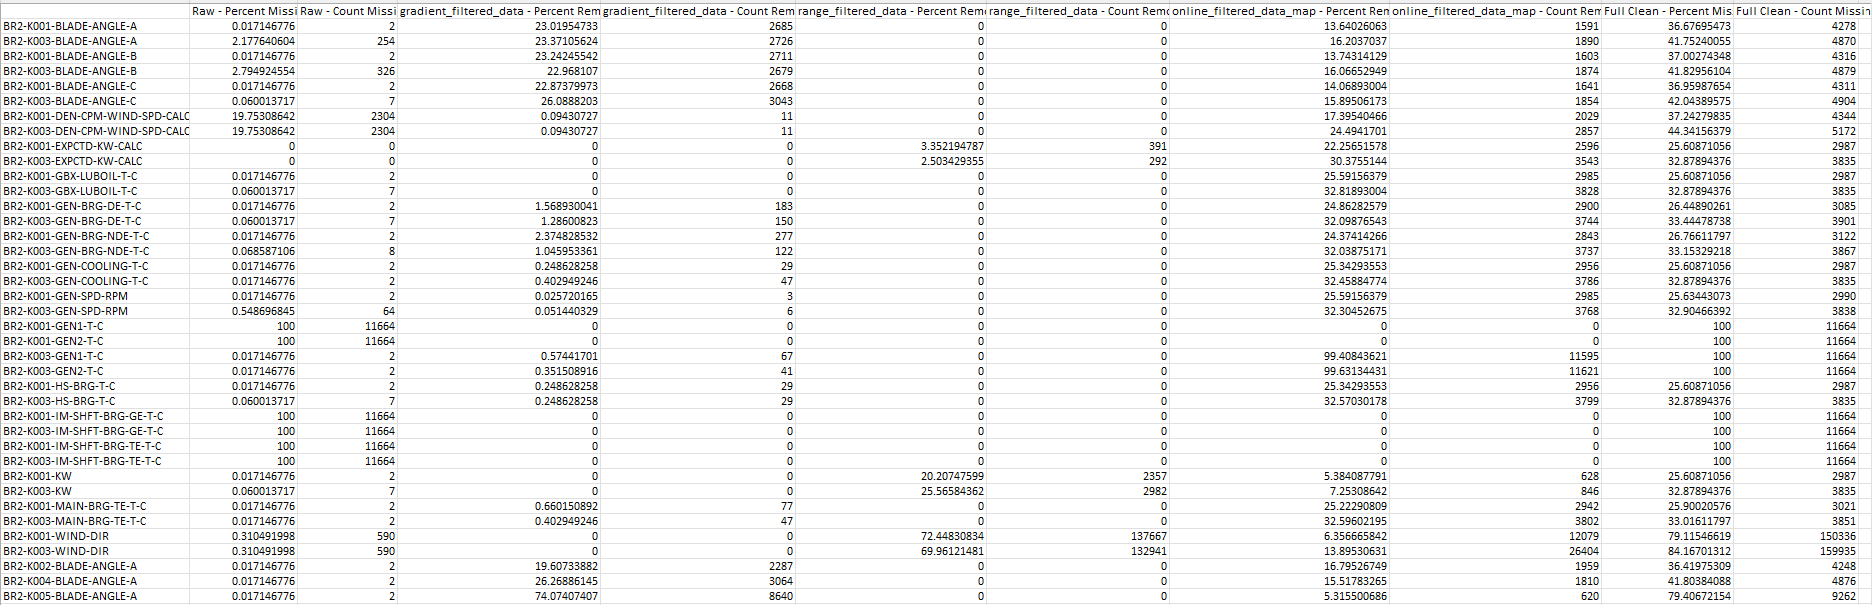 Raw - Percent Missi Raw - Count Missi gradient_filtered_data - Percent Rem gradient_filtered_data - Count Rem range_filtered_data - Percent Rem range_filtered_data - Count Remo online_filtered_data_map - Percent Rem online_filtered_data_map - Count Rem Full Clean - Percent Mis Full Clean - Count Missin
BR2-K001-BLADE-ANGLE-A 0.017146776 2 23.01954733 2685 0 0 13.64026063 1591 36.67695473 4278
BR2-K003-BLADE-ANGLE-A 2.177640604 254 23.37105624 2726 0 0 16.2037037 1890 41.75240055 4870
BR2-K001-BLADE-ANGLE-B 0.017146776 2 23.24245542 2711 0 0 13.74314129 1603 37.00274348 4316
BR2-K003-BLADE-ANGLE-B 2.794924554 326 22.968107 2679 0 0 16.06652949 1874 41.82956104 4879
BR2-K001-BLADE-ANGLE-C 0.017146776 2 22.87379973 2668 0 0 14.06893004 1641 36.95987654 4311
BR2-K003-BLADE-ANGLE-C 0.060013717 7 26.0888203 3043 0 0 15.89506173 1854 42.04389575 4904
BR2-K001-DEN-CPM-WIND-SPD-CALC 19.75308642 2304 0.09430727 11 0 0 17.39540466 2029 37.24279835 4344
BR2-K003-DEN-CPM-WIND-SPD-CALC 19.75308642 2304 0.09430727 11 0 0 24.4941701 2857 44.34156379 5172
BR2-K001-EXPCTD-KW-CALC 0 0 0 0 3.352194787 391 22.25651578 2596 25.60871056 2987
BR2-K003-EXPCTD-KW-CALC 0 0 0 0 2.503429355 292 30.3755144 3543 32.87894376 3835
BR2-K001-GBX-LUBOIL-T-C 0.017146776 2 0 0 0 0 25.59156379 2985 25.60871056 2987
BR2-K003-GBX-LUBOIL-T-C 0.060013717 7 0 0 0 0 32.81893004 3828 32.87894376 3835
BR2-K001-GEN-BRG-DE-T-C 0.017146776 2 1.568930041 183 0 0 24.86282579 2900 26.44890261 3085
BR2-K003-GEN-BRG-DE-T-C 0.060013717 7 1.28600823 150 0 0 32.09876543 3744 33.44478738 3901
BR2-K001-GEN-BRG-NDE-T-C 0.017146776 2 2.374828532 277 0 0 24.37414266 2843 26.76611797 3122
BR2-K003-GEN-BRG-NDE-T-C 0.068587106 8 1.045953361 122 0 0 32.03875171 3737 33.15329218 3867
BR2-K001-GEN-COOLING-T-C 0.017146776 2 0.248628258 29 0 0 25.34293553 2956 25.60871056 2987
BR2-K003-GEN-COOLING-T-C 0.017146776 2 0.402949246 47 0 0 32.45884774 3786 32.87894376 3835
BR2-K001-GEN-SPD-RPM 0.017146776 2 0.025720165 3 0 0 25.59156379 2985 25.63443073 2990
BR2-K003-GEN-SPD-RPM 0.548696845 64 0.051440329 6 0 0 32.30452675 3768 32.90466392 3838
BR2-K001-GEN1-T-C 100 11664 0 0 0 0 0 0 100 11664
BR2-K001-GEN2-T-C 100 11664 0 0 0 0 0 0 100 11664
BR2-K003-GEN1-T-C 0.017146776 2 0.57441701 67 0 0 99.40843621 11595 100 11664
BR2-K003-GEN2-T-C 0.017146776 2 0.351508916 41 0 0 99.63134431 11621 100 11664
BR2-K001-HS-BRG-T-C 0.017146776 2 0.248628258 29 0 0 25.34293553 2956 25.60871056 2987
BR2-K003-HS-BRG-T-C 0.060013717 7 0.248628258 29 0 0 32.57030178 3799 32.87894376 3835
BR2-K001-IM-SHFT-BRG-GE-T-C 100 11664 0 0 0 0 0 0 100 11664
BR2-K003-IM-SHFT-BRG-GE-T-C 100 11664 0 0 0 0 0 0 100 11664
BR2-K001-IM-SHFT-BRG-TE-T-C 100 11664 0 0 0 0 0 0 100 11664
BR2-K003-IM-SHFT-BRG-TE-T-C 100 11664 0 0 0 0 0 0 100 11664
BR2-K001-KW 0.017146776 2 0 0 20.20747599 2357 5.384087791 628 25.60871056 2987
BR2-K003-KW 0.060013717 7 0 0 25.56584362 2982 7.25308642 846 32.87894376 3835
BR2-K001-MAIN-BRG-TE-T-C 0.017146776 2 0.660150892 77 0 0 25.22290809 2942 25.90020576 3021
BR2-K003-MAIN-BRG-TE-T-C 0.017146776 2 0.402949246 47 0 0 32.59602195 3802 33.01611797 3851
BR2-K001-WIND-DIR 0.310491998 590 0 0 72.44830834 137667 6.356665842 12079 79.11546619 150336
BR2-K003-WIND-DIR 0.310491998 590 0 0 69.96121481 132941 13.89530631 26404 84.16701312 159935
BR2-K002-BLADE-ANGLE-A 0.017146776 2 19.60733882 2287 0 0 16.79526749 1959 36.41975309 4248
BR2-K004-BLADE-ANGLE-A 0.017146776 2 26.26886145 3064 0 0 15.51783265 1810 41.80384088 4876
BR2-K005-BLADE-ANGLE-A 0.017146776 2 74.07407407 8640 0 0 5.315500686 620 79.40672154 9262